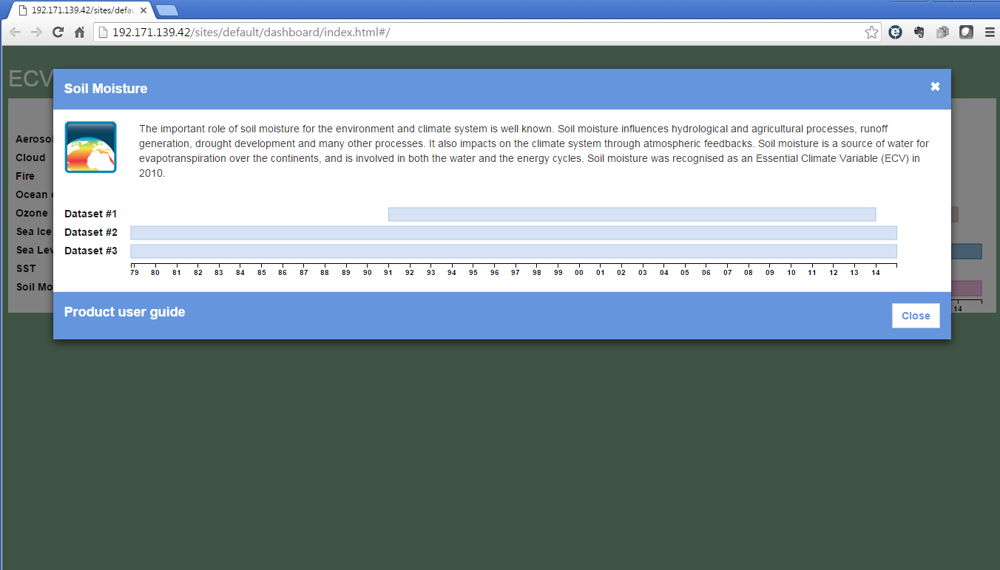 192.171.139.42/sites/defau
192.171.139.42/sites/default/dashboard/index.html#/
ECV
Soil Moisture
The important role of soil moisture for the environment and climate system is well known. Soil moisture influences hydrological and agricultural processes, runoff
generation, drought development and many other processes. It also impacts on the climate system through atmospheric feedbacks. Soil moisture is a source of water for
evapotranspiration over the continents, and is involved in both the water and the energy cycles. Soil moisture was recognised as an Essential Climate Variable (ECV) in
2010.
Aerosol
Cloud
Fire
Ocean
Ozone
Sea Ice
Sea Lev
SST
Soil Mo
Dataset #1
Dataset #2
Dataset #3
79 80 81 82 83 84 85 86 87 88 89 90 91 92 93 94 95 96 97 98 99 00 01 02 03 04 05 06 07 08 09 10 11 12 13 14
14
Product user guide
Close